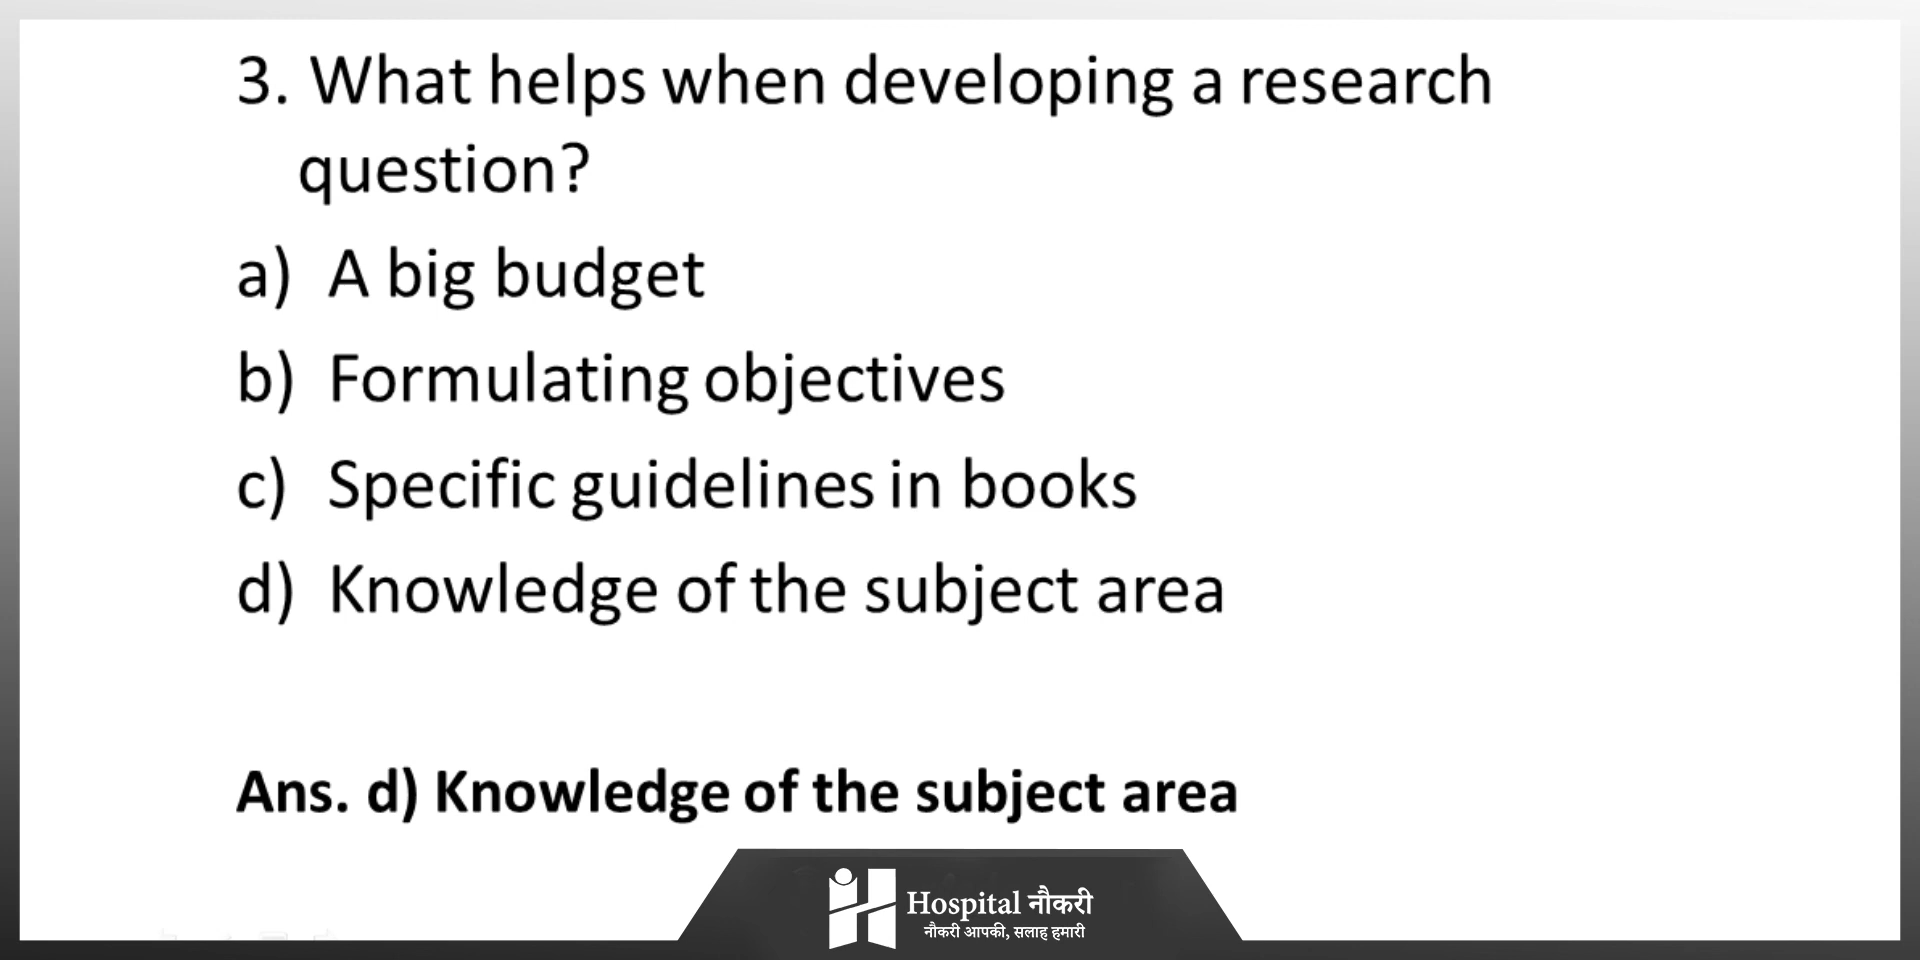 3. What helps when developing a research
question?
a) A big budget
b) Formulating objectives
c) Specific guidelines in books
d) Knowledge of the subject area
Ans. d) Knowledge of the subject area
Hospital नौकरी
नौकरी आपकी, सलाह हमारी